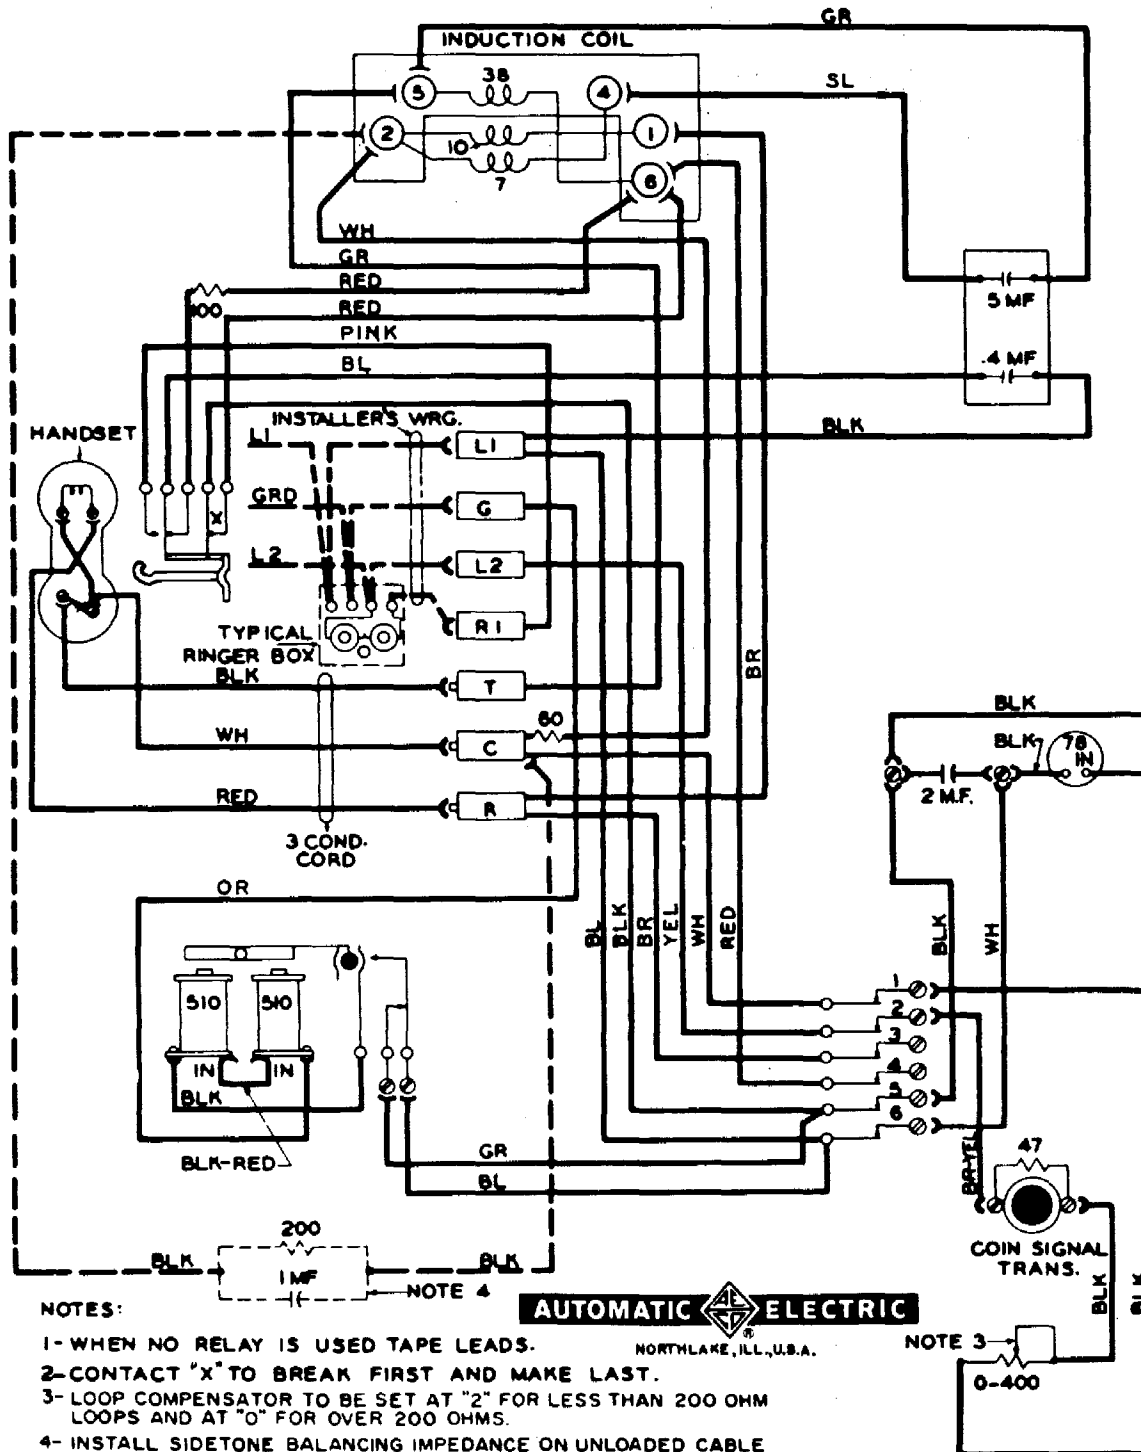 GR
INDUCTION COIL
38
5
4
SL
2
10
1
7
6
WH
GR
RED
100
RED
PINK
BL
5 MF
.4 MF
INSTALLER'S WRG.
HANDSET
L1
L1
BLK
GRD
G
X
L2
L2
R1
TYPICAL
RINGER BOX
BLK
T
BR
60
WH
C
BLK
BLK
78
IN
2 M.F.
RED
R
3 COND.
CORD
OR
BL
BLK
BR
YEL
WH
RED
BLK
WH
510
510
1
2
3
4
5
6
IN
IN
BLK
BLK-RED
GR
BL
BR-YEL
47
200
BLK
BLK
1 MF
NOTE 4
COIN SIGNAL
TRANS.
BLK
BLK
NOTES:
AUTOMATIC AE CO ® ELECTRIC
NORTHLAKE, ILL., U.S.A.
NOTE 3
0-400
1- WHEN NO RELAY IS USED TAPE LEADS.
2- CONTACT "X" TO BREAK FIRST AND MAKE LAST.
3- LOOP COMPENSATOR TO BE SET AT "2" FOR LESS THAN 200 OHM
LOOPS AND AT "0" FOR OVER 200 OHMS.
4- INSTALL SIDETONE BALANCING IMPEDANCE ON UNLOADED CABLE